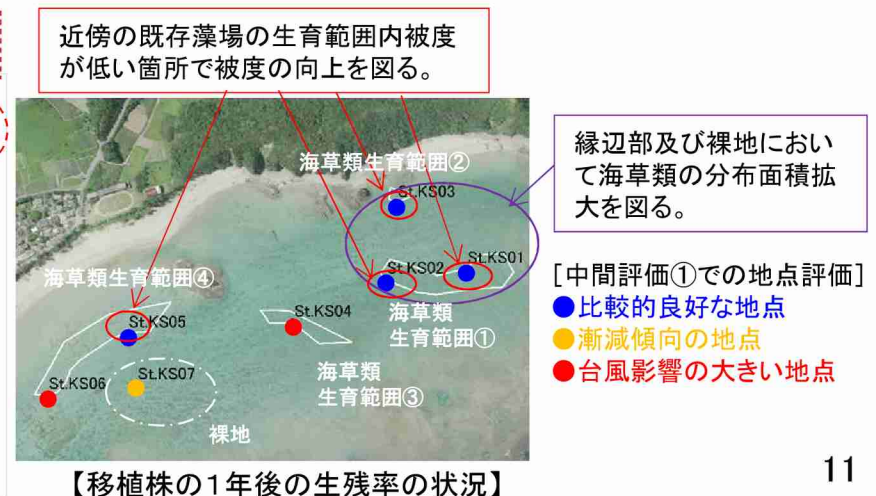 近傍の既存藻場の生育範囲内被度
が低い箇所で被度の向上を図る。
縁辺部及び裸地におい
て海草類の分布面積拡
大を図る。
海草類生育範囲②
St.KS03
St.KS02
St.KS01
海草類
生育範囲①
海草類生育範囲④
St.KS05
St.KS04
海草類
生育範囲③
St.KS06
St.KS07
裸地
[中間評価①での地点評価]
●比較的良好な地点
●漸減傾向の地点
●台風影響の大きい地点
【移植株の1年後の生残率の状況】
11